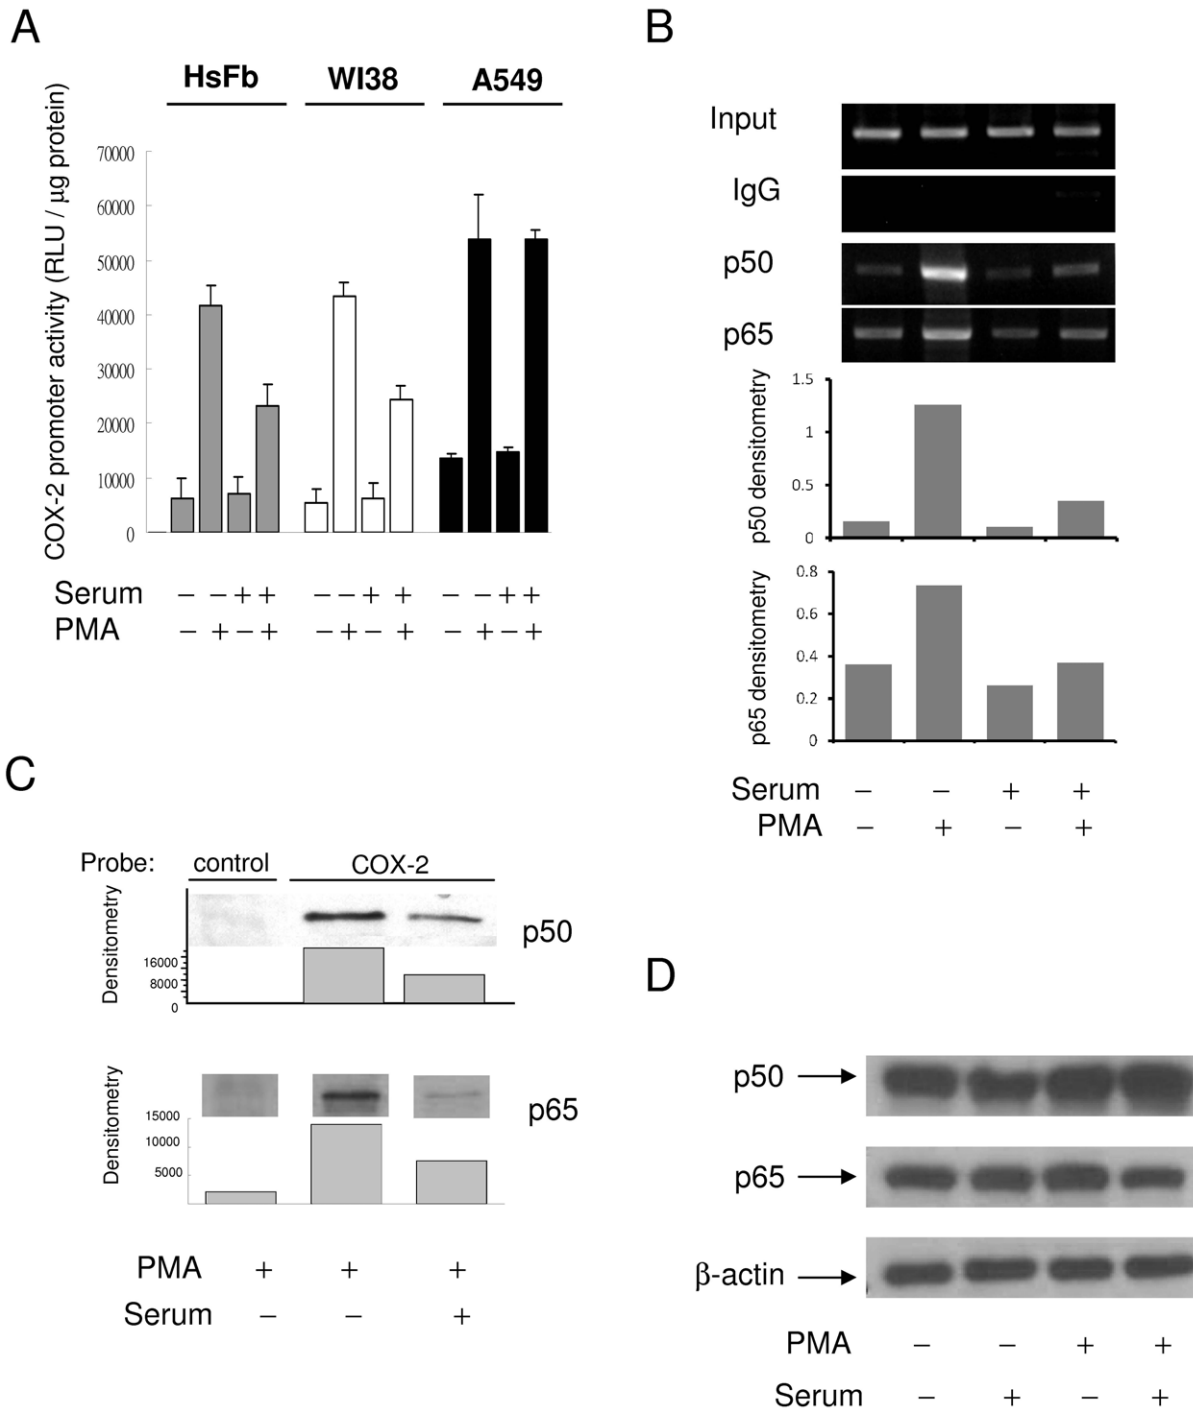 A
HsFb WI38 A549
COX-2 promoter activity (RLU / μg protein)
70000
60000
50000
40000
30000
20000
10000
0
Serum − − + + − − + + − − + +
PMA − + − + − + − + − + − +
B
Input
IgG
p50
p65
p50 densitometry
1.5
1
0.5
0
p65 densitometry
0.8
0.6
0.4
0.2
0
Serum − − + +
PMA − + − +
C
Probe: control COX-2
Densitometry
16000
8000
0
p50
Densitometry
15000
10000
5000
p65
PMA + + +
Serum − − +
D
p50
p65
β-actin
PMA − − + +
Serum − + − +